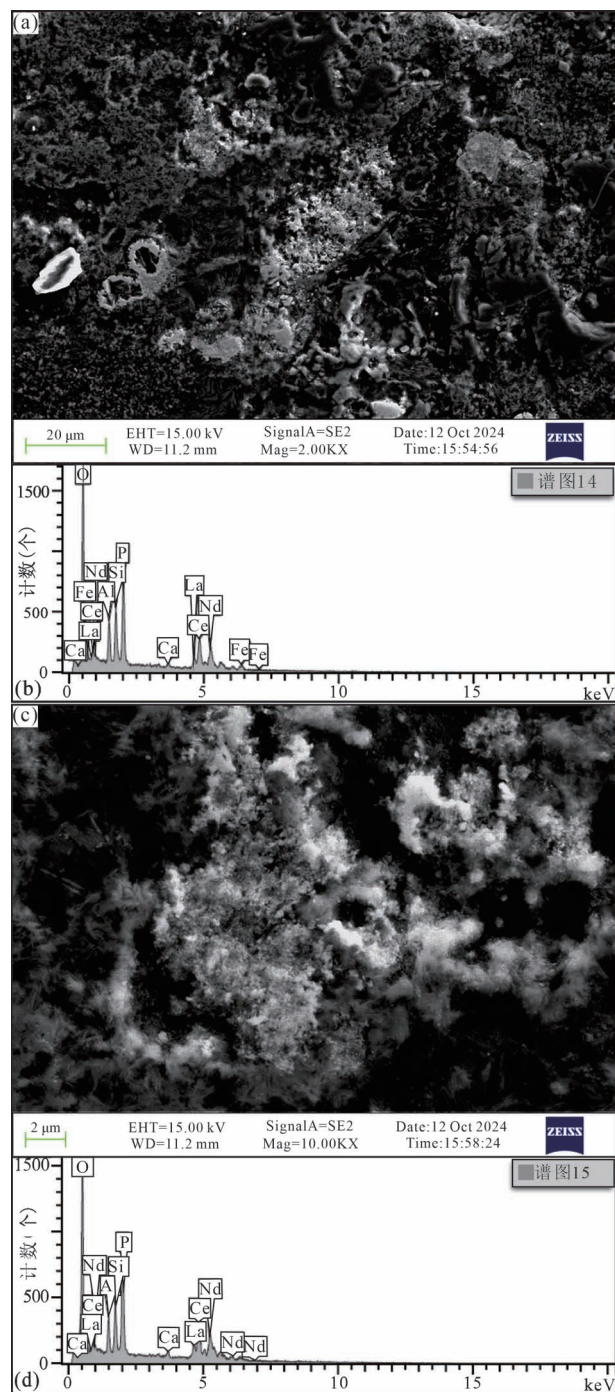 (a)
20 μm
EHT=15.00 kV SignalA=SE2 Date:12 Oct 2024
WD=11.2 mm Mag=2.00KX Time:15:54:56
ZEISS
1500
O
谱图14
P
Nd
La
计数(个)
Fe
Al
Si
500
Ce
Nd
La
Ce
Ca
Ca
Fe
Fe
0
0 5 10 15
keV
(b)
(c)
2 μm
EHT=15.00 kV SignalA=SE2 Date:12 Oct 2024
WD=11.2 mm Mag=10.00KX Time:15:58:24
ZEISS
1500
O
谱图15
P
计数(个)
Nd
Si
Nd
500
Ce
A
Ce
La
La
Ca
Ca
Nd
Nd
0
0 5 10 15
keV
(d)